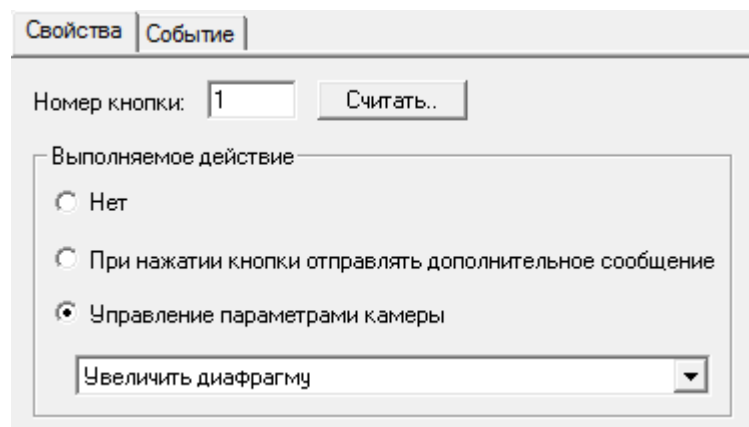 Свойства Событие
Номер кнопки: 1 Считать..
Выполняемое действие
Нет
При нажатии кнопки отправлять дополнительное сообщение
Управление параметрами камеры
Увеличить диафрагму